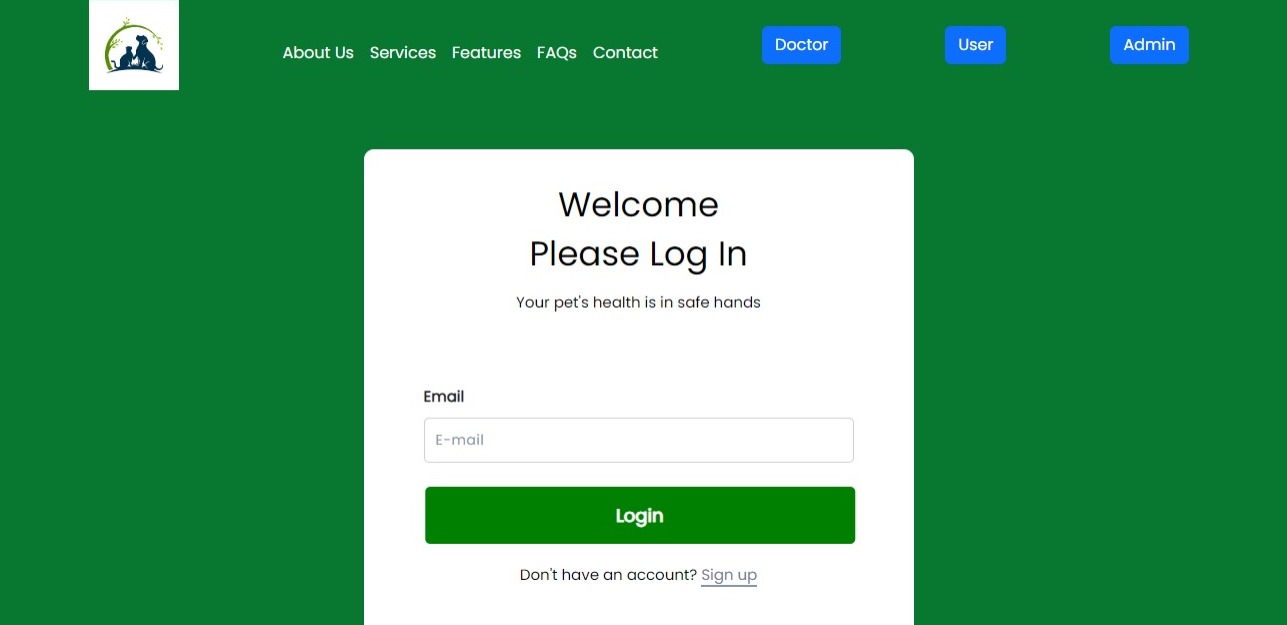 About Us Services Features FAQs Contact Doctor User Admin
Welcome
Please Log In
Your pet's health is in safe hands
Email
E-mail
Login
Don't have an account? Sign up